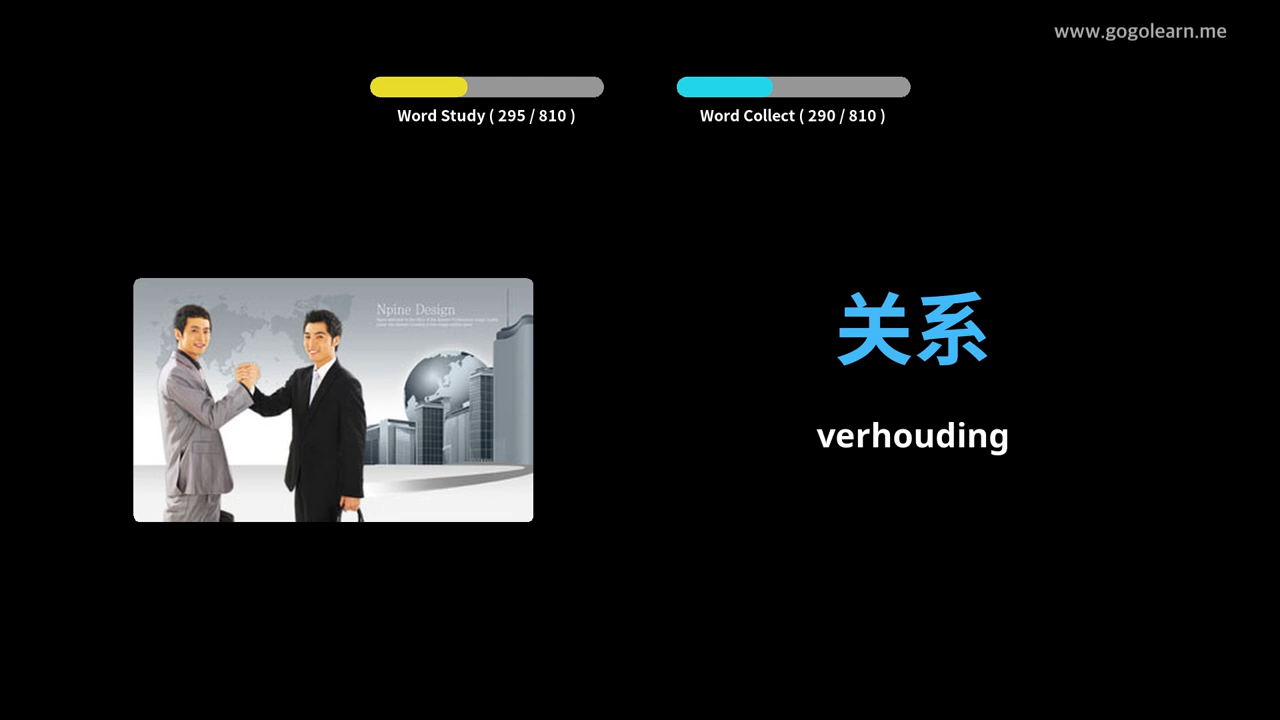 www.gogolearn.me
Word Study ( 295 / 810 )
Word Collect ( 290 / 810 )
Npine Design
关系
verhouding